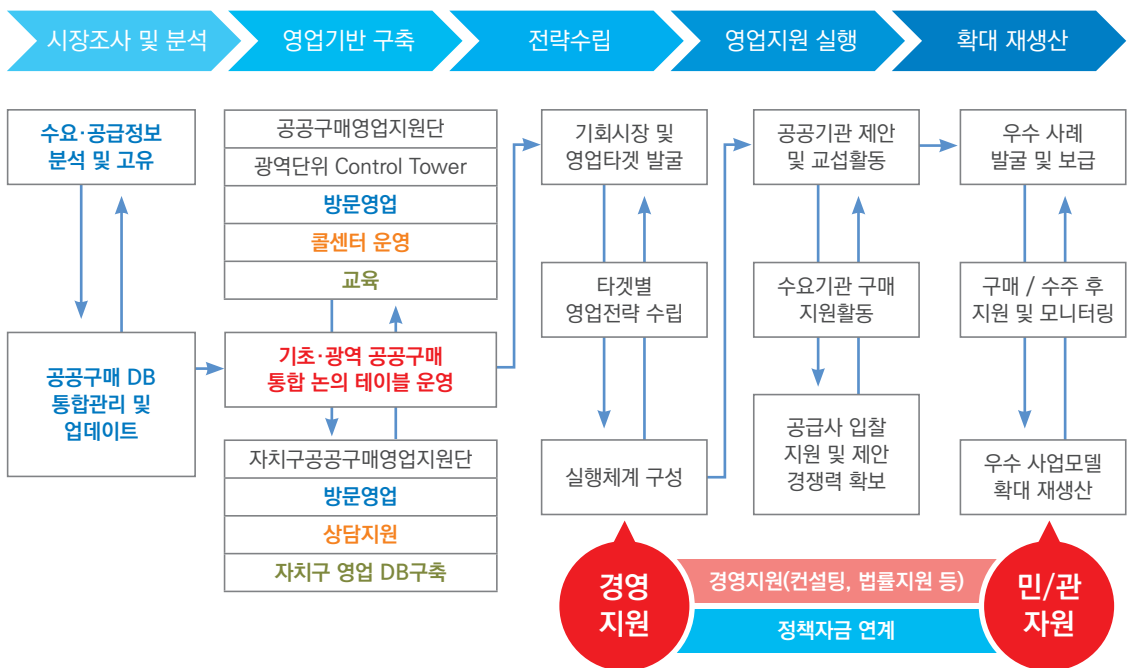 시장조사 및 분석
영업기반 구축
전략수립
영업지원 실행
확대 재생산
수요·공급정보
분석 및 고유
공공구매 DB
통합관리 및
업데이트
공공구매영업지원단
광역단위 Control Tower
방문영업
콜센터 운영
교육
기초·광역 공공구매
통합 논의 테이블 운영
자치구공공구매영업지원단
방문영업
상담지원
자치구 영업 DB구축
기회시장 및
영업타겟 발굴
타겟별
영업전략 수립
실행체계 구성
공공기관 제안
및 교섭활동
수요기관 구매
지원활동
공급사 입찰
지원 및 제안
경쟁력 확보
우수 사례
발굴 및 보급
구매 / 수주 후
지원 및 모니터링
우수 사업모델
확대 재생산
경영
지원
경영지원(컨설팅, 법률지원 등)
정책자금 연계
민/관
자원